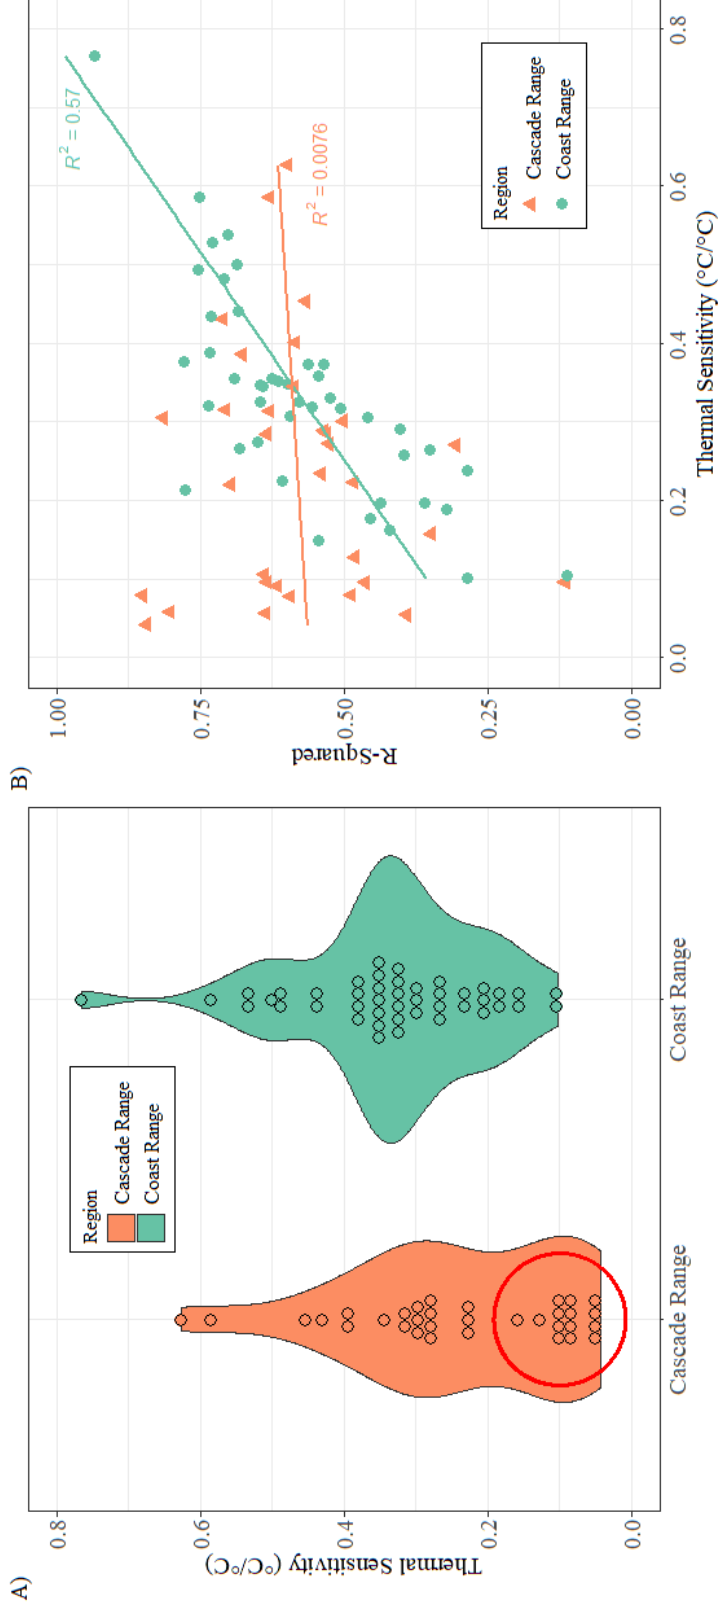 A)
Thermal Sensitivity (°C/°C)
0.8
0.6
0.4
0.2
0.0
Region
Cascade Range
Coast Range
Cascade Range
Coast Range
B)
R-Squared
1.00
0.75
0.50
0.25
0.00
R² = 0.57
R² = 0.0076
Region
Cascade Range
Coast Range
0.0
0.2
0.4
0.6
0.8
Thermal Sensitivity (°C/°C)